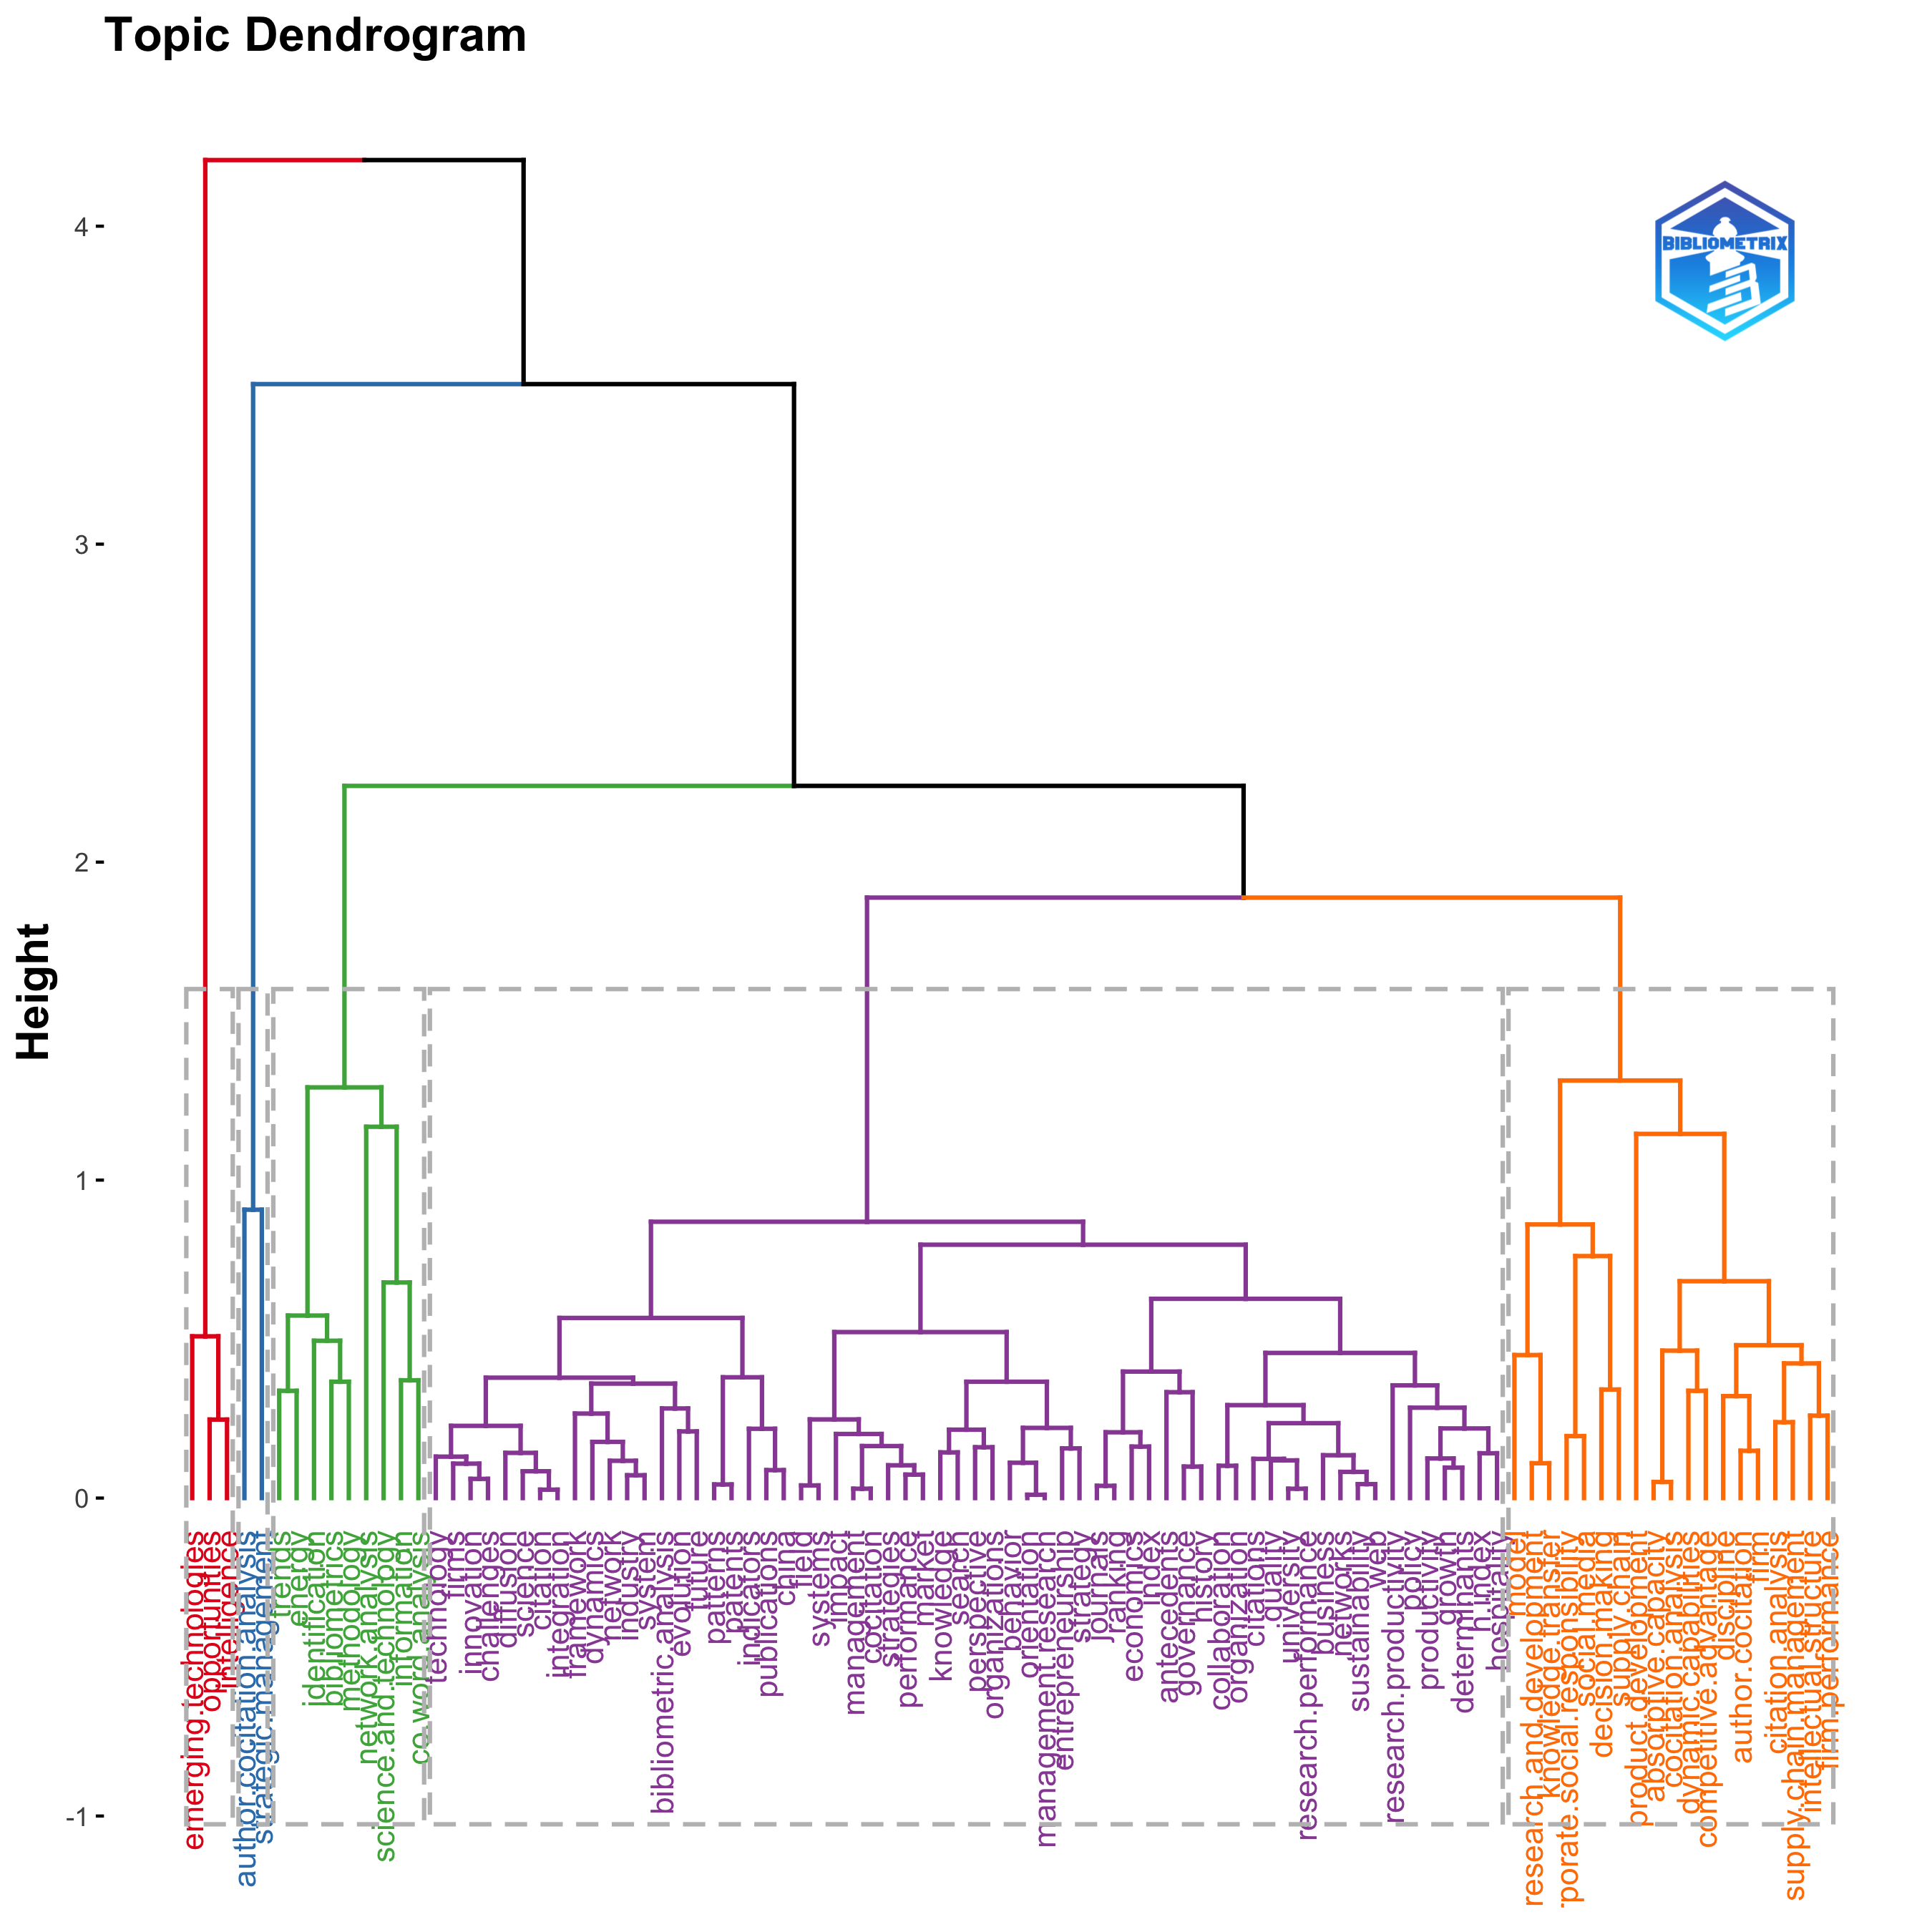 Topic Dendrogram
BIBLIOMETRIX
Height
4
3
2
1
0
-1
emerging.technologies
opportunities
intelligence
author.cocitation.analysis
strategic.management
trends
energy
identification
bibliometrics
methodology
network.analysis
science.and.technology
information
co.word.analysis
technology
firms
innovation
challenges
diffusion
science
citation
integration
framework
dynamics
network
industry
system
bibliometric.analysis
evolution
future
patterns
patents
indicators
publications
china
field
systems
impact
management
cocitation
strategies
performance
market
knowledge
search
perspective
organizations
behavior
orientation
management.research
entrepreneurship
strategy
journals
ranking
economics
index
antecedents
governance
history
collaboration
organization
citations
quality
university
research.performance
business
networks
sustainability
web
research.productivity
policy
productivity
growth
determinants
h.index
hospitality
model
research.and.development
knowledge.transfer
porate.social.responsibility
social.media
decision.making
supply.chain
product.development
absorptive.capacity
cocitation.analysis
dynamic.capabilities
competitive.advantage
discipline
author.cocitation
firm
citation.analysis
supply.chain.management
intellectual.structure
firm.performance